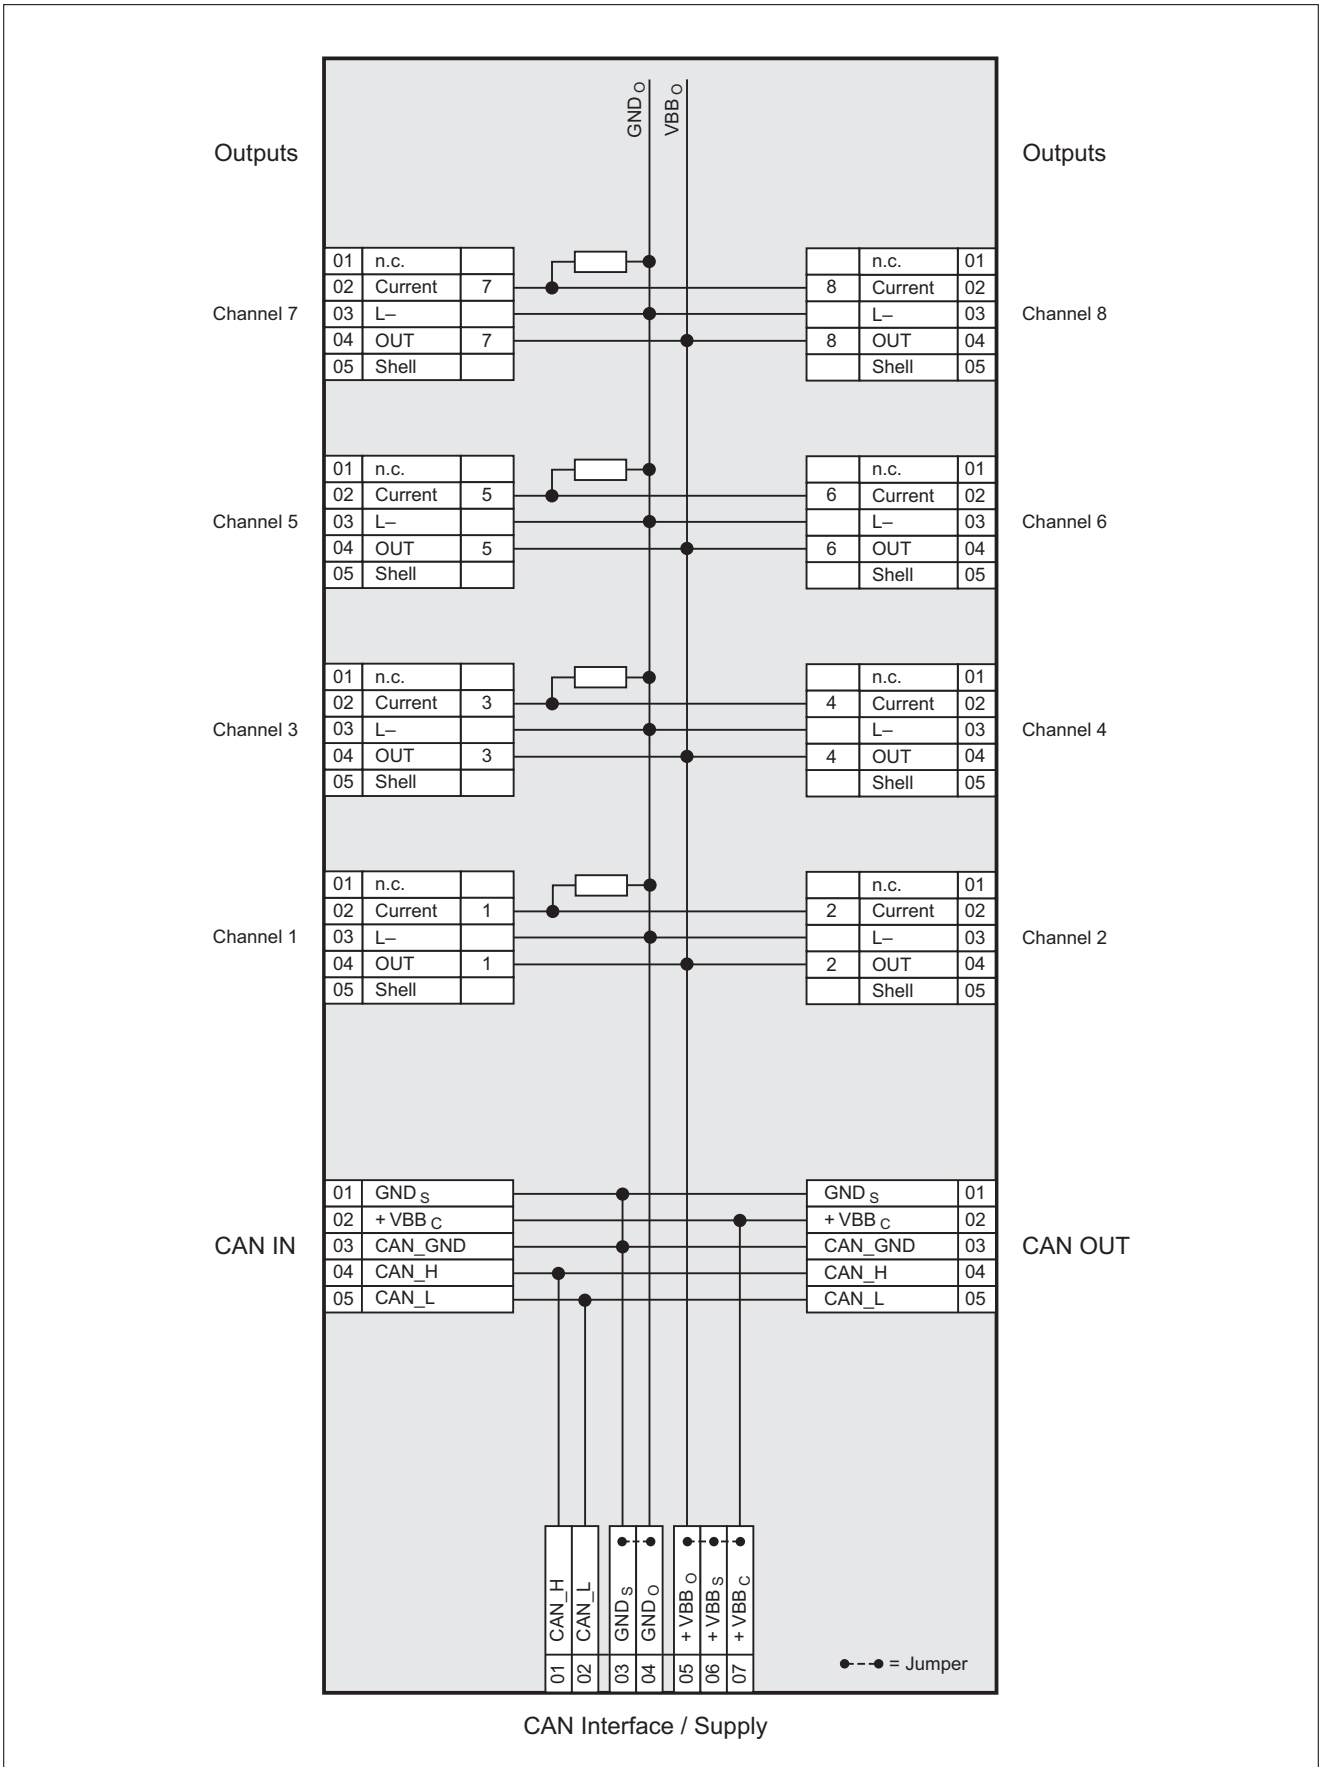 GND O
VBB O
Outputs
Outputs
01 n.c.
02 Current 7
03 L–
04 OUT 7
05 Shell
Channel 7
n.c. 01
8 Current 02
L– 03
8 OUT 04
Shell 05
Channel 8
01 n.c.
02 Current 5
03 L–
04 OUT 5
05 Shell
Channel 5
n.c. 01
6 Current 02
L– 03
6 OUT 04
Shell 05
Channel 6
01 n.c.
02 Current 3
03 L–
04 OUT 3
05 Shell
Channel 3
n.c. 01
4 Current 02
L– 03
4 OUT 04
Shell 05
Channel 4
01 n.c.
02 Current 1
03 L–
04 OUT 1
05 Shell
Channel 1
n.c. 01
2 Current 02
L– 03
2 OUT 04
Shell 05
Channel 2
01 GND S
02 + VBB C
03 CAN_GND
04 CAN_H
05 CAN_L
CAN IN
GND S 01
+ VBB C 02
CAN_GND 03
CAN_H 04
CAN_L 05
CAN OUT
01 CAN_H
02 CAN_L
03 GND S
04 GND O
05 + VBB O
06 + VBB S
07 + VBB C
= Jumper
CAN Interface / Supply